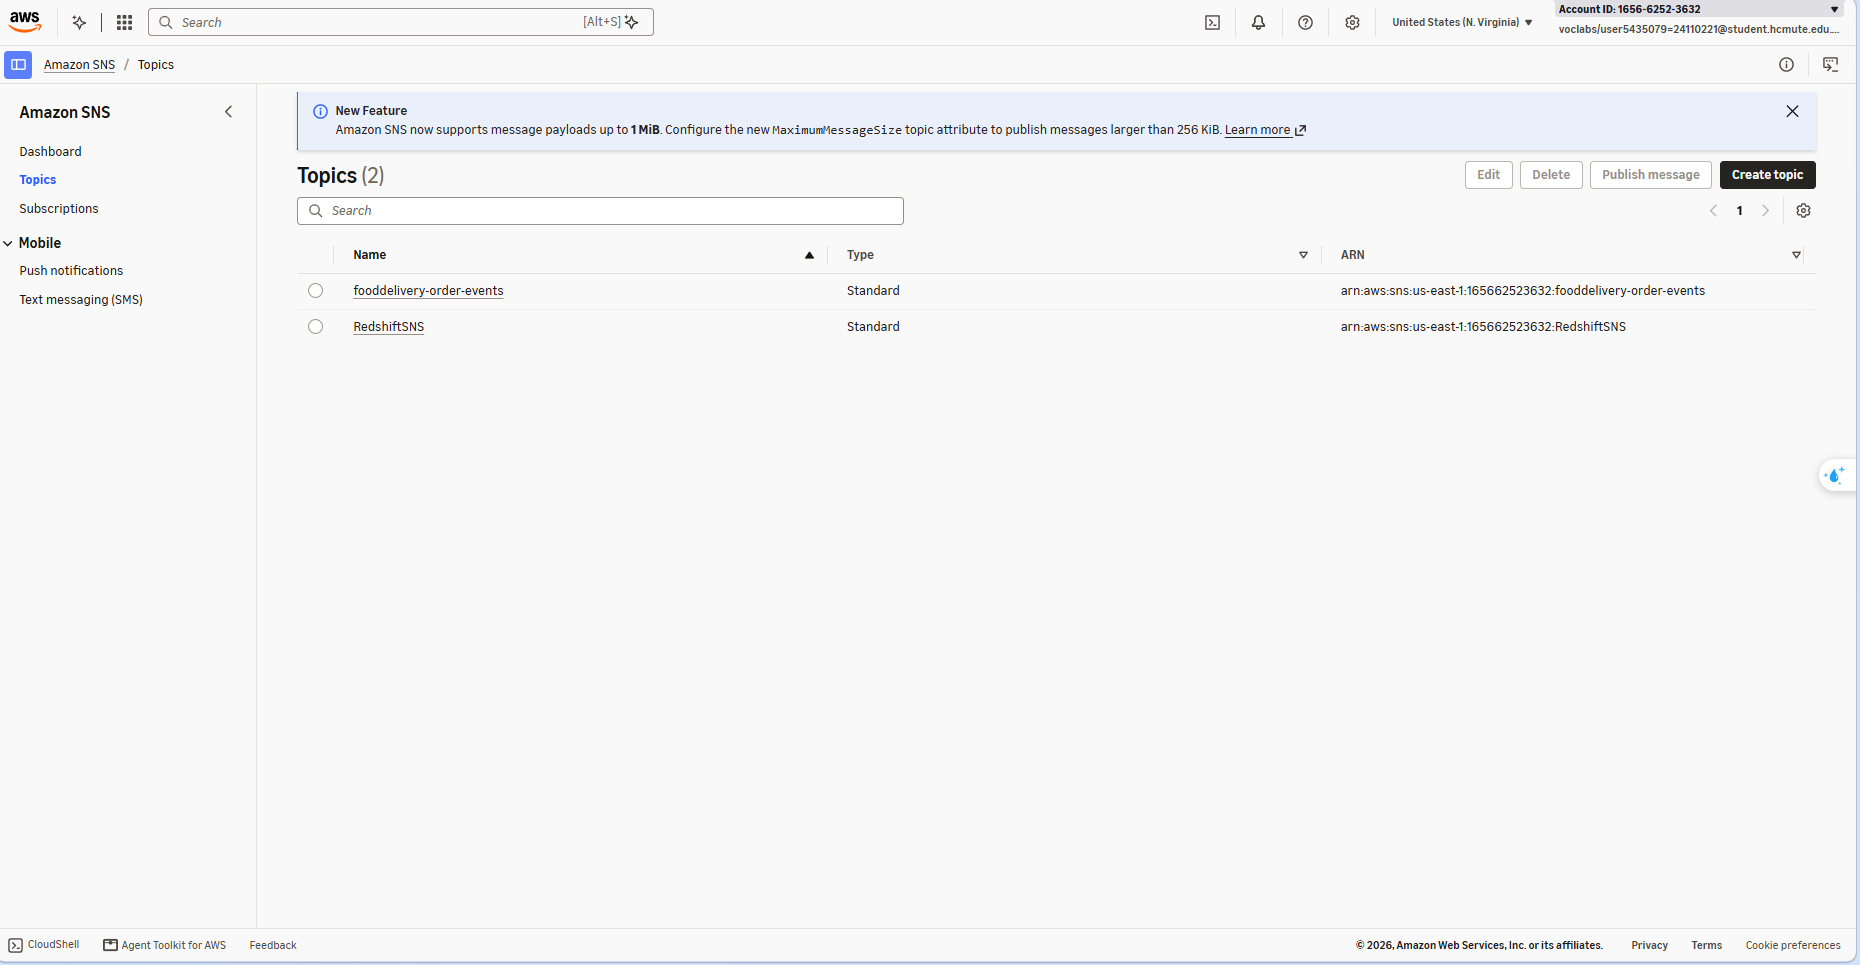 aws
Search [Alt+S]
United States (N. Virginia)
Account ID: 1656-6252-3632
voclabs/user5435079=24110221@student.hcmute.edu....
Amazon SNS / Topics
Amazon SNS
Dashboard
Topics
Subscriptions
Mobile
Push notifications
Text messaging (SMS)
New Feature
Amazon SNS now supports message payloads up to 1 MiB. Configure the new MaximumMessageSize topic attribute to publish messages larger than 256 KiB. Learn more
Topics (2)
Edit Delete Publish message Create topic
Search
1
Name Type ARN
fooddelivery-order-events Standard arn:aws:sns:us-east-1:165662523632:fooddelivery-order-events
RedshiftSNS Standard arn:aws:sns:us-east-1:165662523632:RedshiftSNS
CloudShell Agent Toolkit for AWS Feedback
© 2026, Amazon Web Services, Inc. or its affiliates. Privacy Terms Cookie preferences